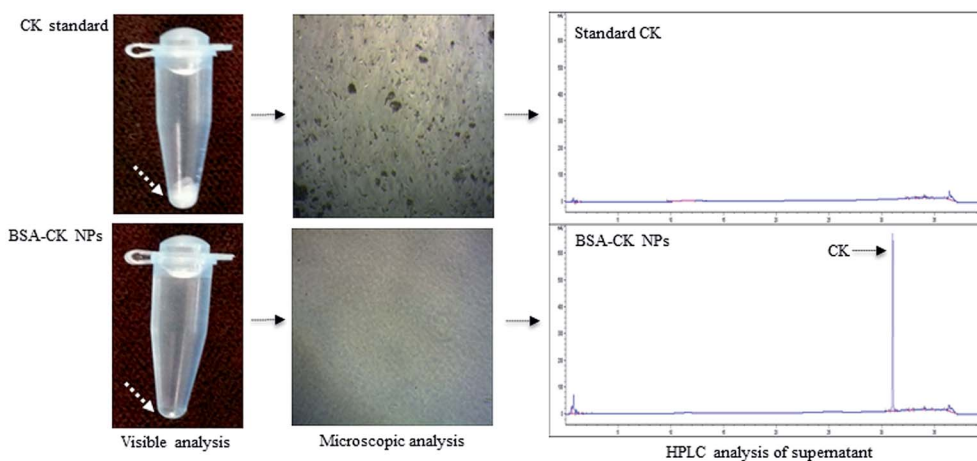 CK standard
Standard CK
BSA-CK NPs
BSA-CK NPs
CK
Visible analysis
Microscopic analysis
HPLC analysis of supernatant